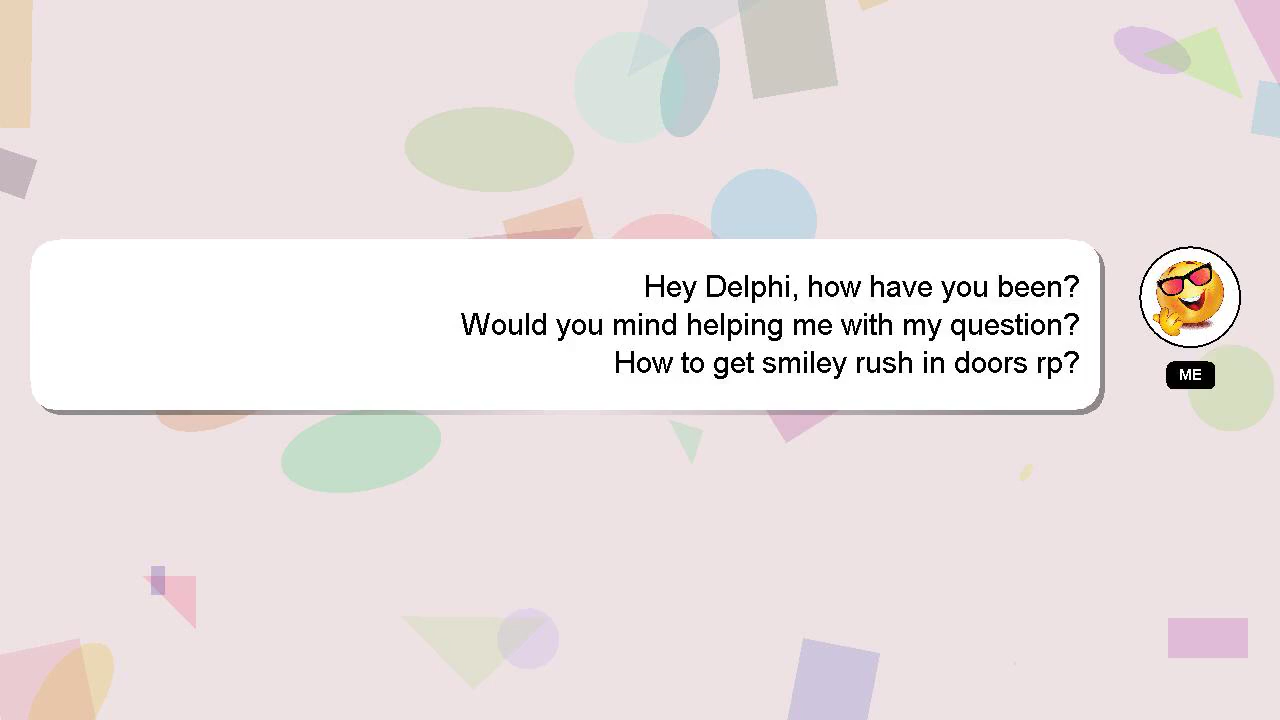 Hey Delphi, how have you been?
Would you mind helping me with my question?
How to get smiley rush in doors rp?
ME